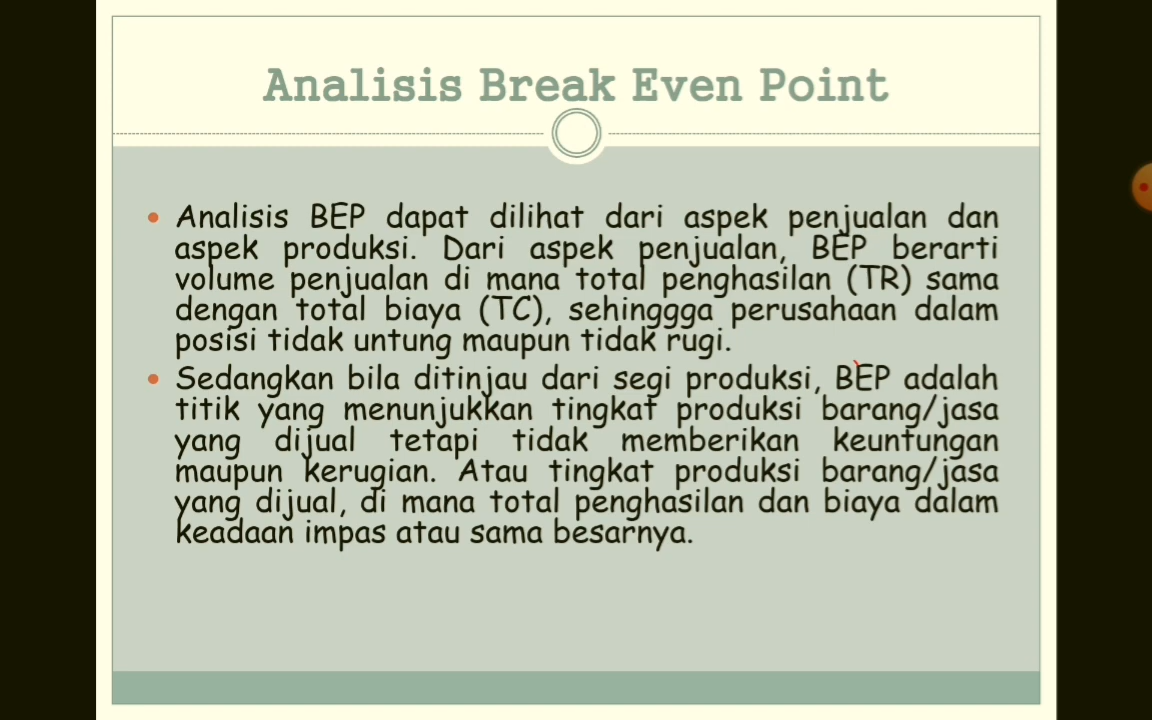 Analisis Break Even Point
• Analisis BEP dapat dilihat dari aspek penjualan dan
aspek produksi. Dari aspek penjualan, BEP berarti
volume penjualan di mana total penghasilan (TR) sama
dengan total biaya (TC), sehinggga perusahaan dalam
posisi tidak untung maupun tidak rugi.
• Sedangkan bila ditinjau dari segi produksi, BEP adalah
titik yang menunjukkan tingkat produksi barang/jasa
yang dijual tetapi tidak memberikan keuntungan
maupun kerugian. Atau tingkat produksi barang/jasa
yang dijual, di mana total penghasilan dan biaya dalam
keadaan impas atau sama besarnya.